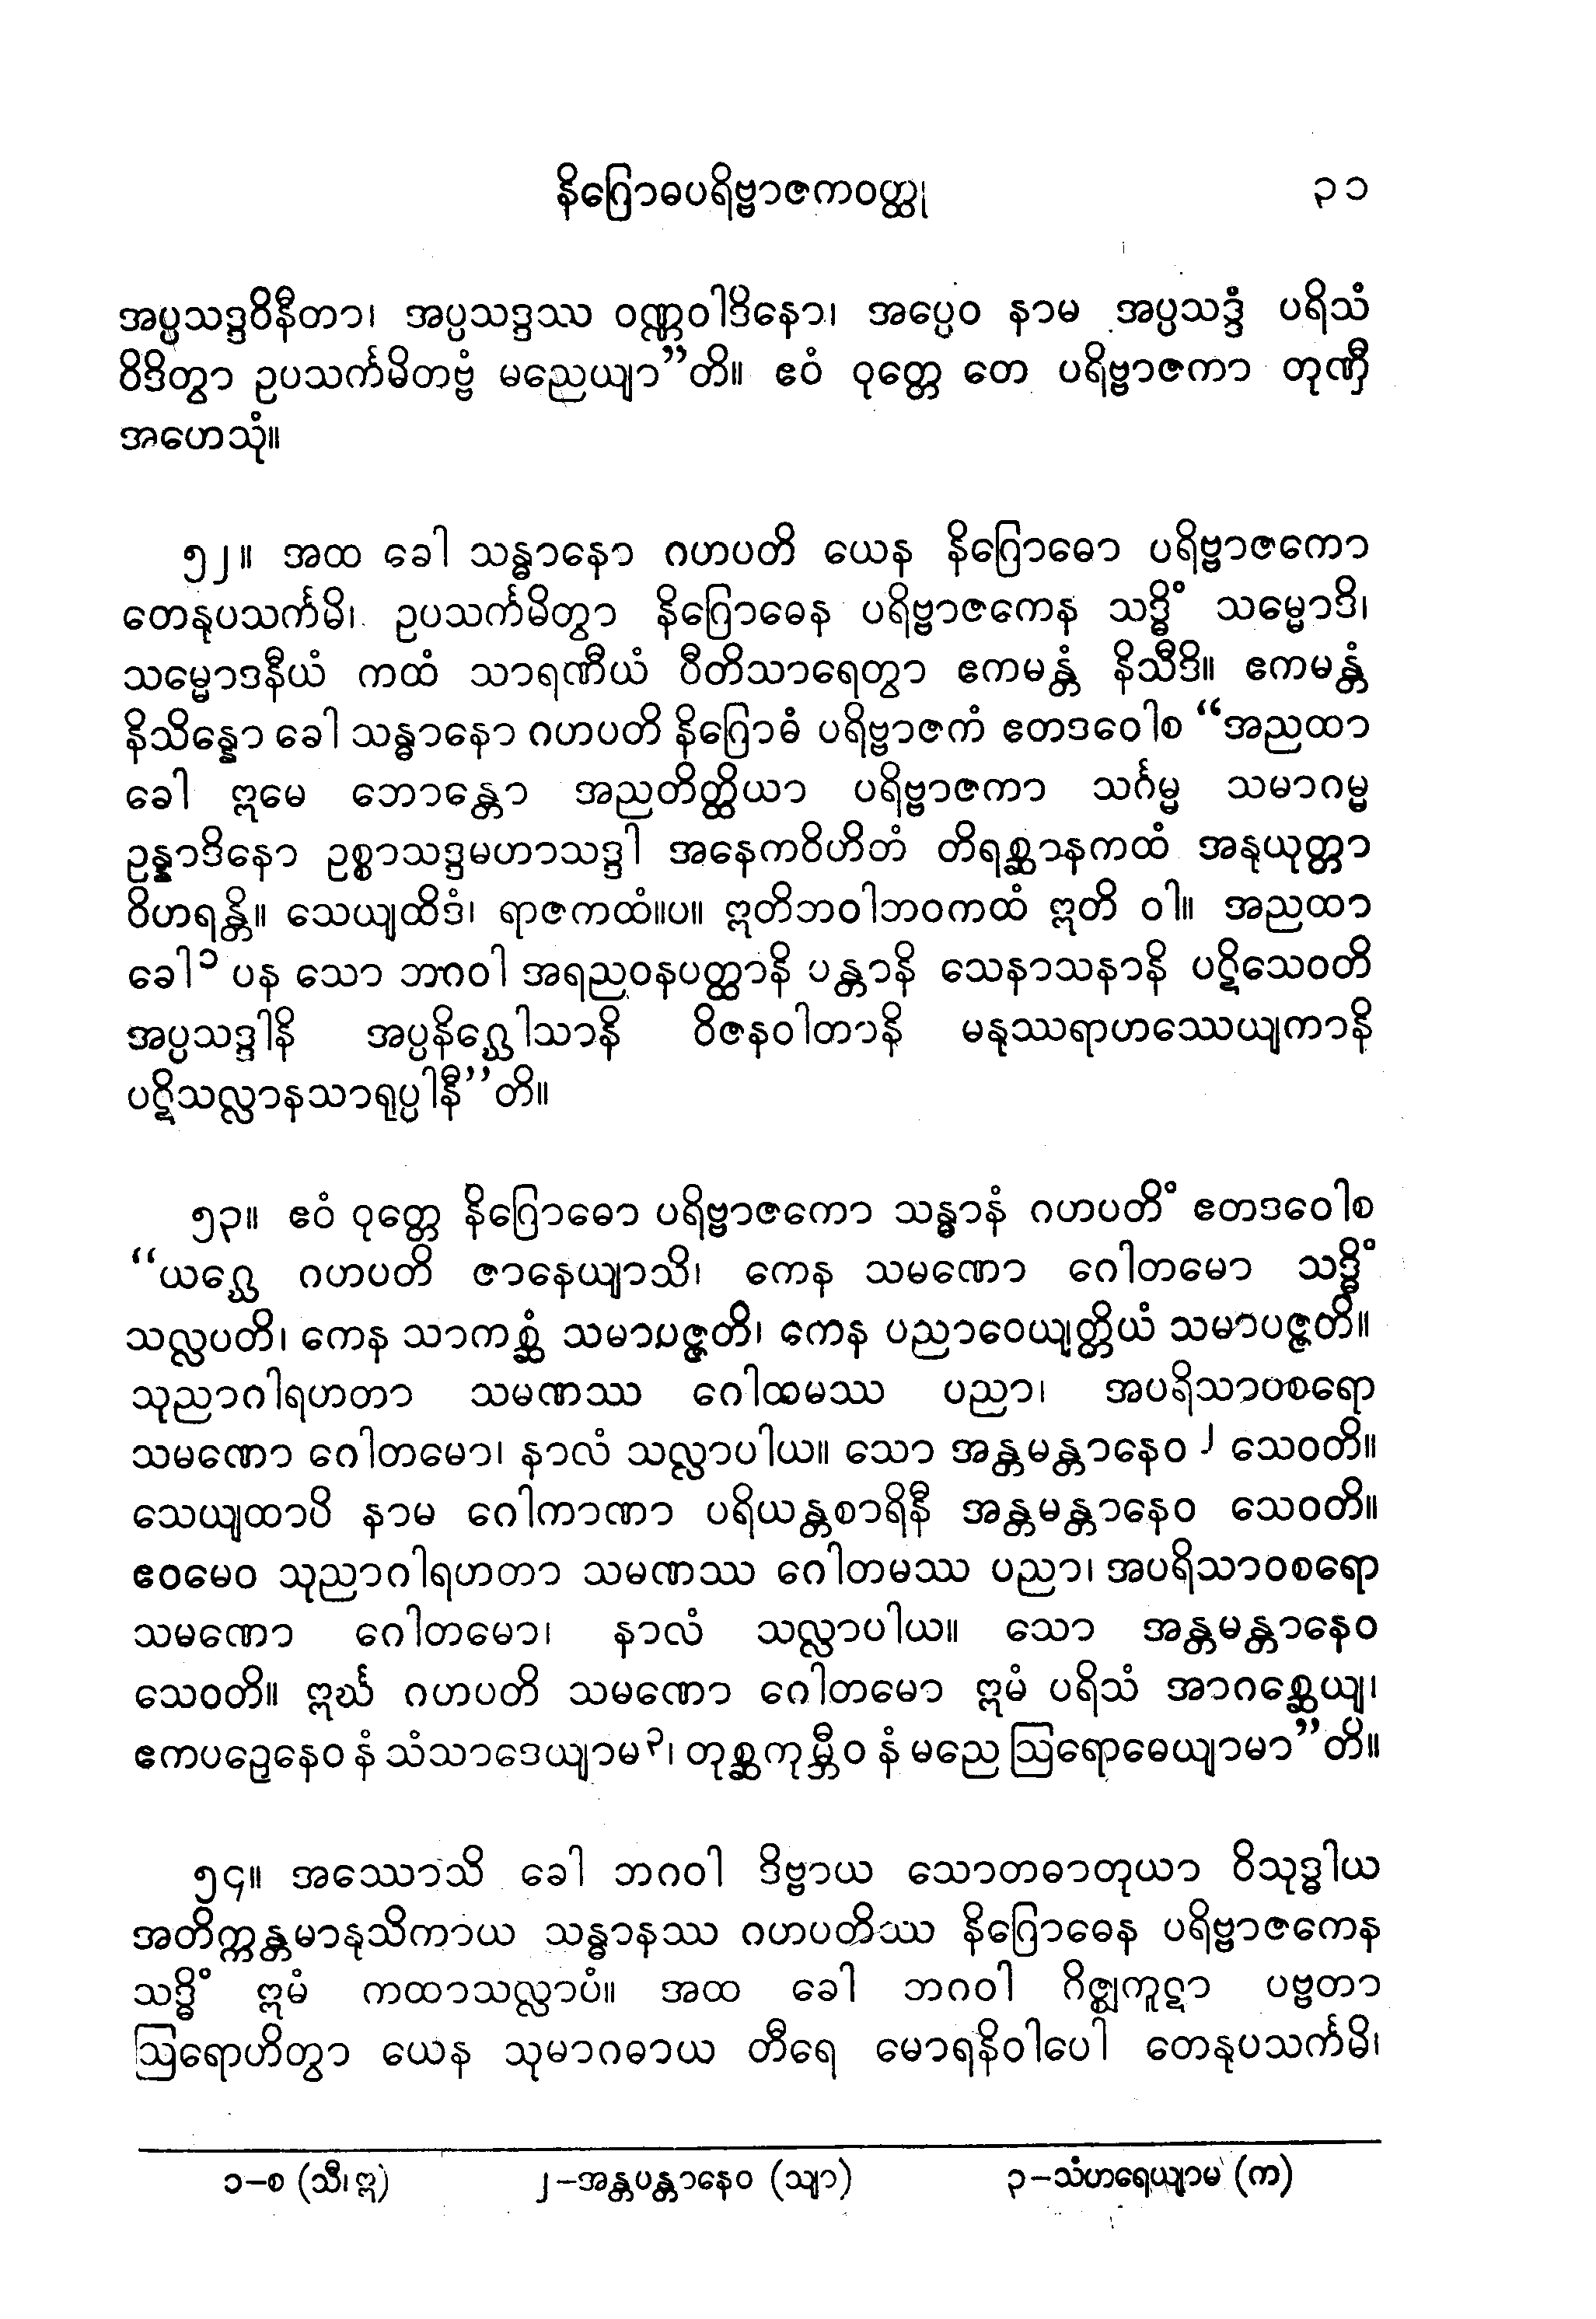 နိဂြောဓပရိဗ္ဗာဇကဝတ္ထု ၃၁
အပ္ပသဒ္ဒဝိနီတာ၊ အပ္ပသဒ္ဒဿ ဝဏ္ဏဝါဒိနော၊ အပ္ပေဝ နာမ အပ္ပသဒ္ဒံ ပရိသံ
ဝိဒိတွာ ဥပသင်္ကမိတဗ္ဗံ မညေယျာ”တိ။ ဧဝံ ဝုတ္တေ တေ ပရိဗ္ဗာဇကာ တုဏှီ
အဟေသုံ။
၅၂။ အထ ခေါ သန္ဓာနော ဂဟပတိ ယေန နိဂြောဓော ပရိဗ္ဗာဇကော
တေနုပသင်္ကမိ၊ ဥပသင်္ကမိတွာ နိဂြောဓေန ပရိဗ္ဗာဇကေန သဒ္ဓိံ သမ္မောဒိ၊
သမ္မောဒနီယံ ကထံ သာရဏီယံ ဝီတိသာရေတွာ ဧကမန္တံ နိသီဒိ။ ဧကမန္တံ
နိသိန္နော ခေါ သန္ဓာနော ဂဟပတိ နိဂြောဓံ ပရိဗ္ဗာဇကံ ဧတဒဝေါစ “အညထာ
ခေါ ဣမေ ဘောန္တော အညတိတ္ထိယာ ပရိဗ္ဗာဇကာ သင်္ဂမ္မ သမာဂမ္မ
ဥန္နာဒိနော ဥစ္စာသဒ္ဒမဟာသဒ္ဒါ အနေကဝိဟိတံ တိရစ္ဆာနကထံ အနုယုတ္တာ
ဝိဟရန္တိ။ သေယျထိဒံ၊ ရာဇကထံ။ပ။ ဣတိဘဝါဘဝကထံ ဣတိ ဝါ။ အညထာ
ခေါ ၁ ပန သော ဘဂဝါ အရညဝနပတ္ထာနိ ပန္တာနိ သေနာသနာနိ ပဋိသေဝတိ
အပ္ပသဒ္ဒါနိ အပ္ပနိဂ္ဃေါသာနိ ဝိဇနဝါတာနိ မနုဿရာဟဿေယျကာနိ
ပဋိသလ္လာနသာရုပ္ပါနီ”တိ။
၅၃။ ဧဝံ ဝုတ္တေ နိဂြောဓော ပရိဗ္ဗာဇကော သန္ဓာနံ ဂဟပတိံ ဧတဒဝေါစ
“ယဂ္ဃေ ဂဟပတိ ဇာနေယျာသိ၊ ကေန သမဏော ဂေါတမော သဒ္ဓိံ
သလ္လပတိ၊ ကေန သာကစ္ဆံ သမာပဇ္ဇတိ၊ ကေန ပညာဝေယျတ္တိယံ သမာပဇ္ဇတိ။
သုညာဂါရဟတာ သမဏဿ ဂေါတမဿ ပညာ၊ အပရိသာဝစရော
သမဏော ဂေါတမော၊ နာလံ သလ္လာပါယ။ သော အန္တမန္တာနေဝ ၂ သေဝတိ။
သေယျထာပိ နာမ ဂေါကာဏာ ပရိယန္တစာရိနီ အန္တမန္တာနေဝ သေဝတိ။
ဧဝမေဝ သုညာဂါရဟတာ သမဏဿ ဂေါတမဿ ပညာ၊ အပရိသာဝစရော
သမဏော ဂေါတမော၊ နာလံ သလ္လာပါယ။ သော အန္တမန္တာနေဝ
သေဝတိ။ ဣင်္ဃ ဂဟပတိ သမဏော ဂေါတမော ဣမံ ပရိသံ အာဂစ္ဆေယျ၊
ဧကပဉှေနေဝ နံ သံသာဒေယျာမ ၃၊ တုစ္ဆကုမ္ဘီဝ နံ မညေ ဩရောဓေယျာမာ”တိ။
၅၄။ အဿောသိ ခေါ ဘဂဝါ ဒိဗ္ဗာယ သောတဓာတုယာ ဝိသုဒ္ဓါယ
အတိက္ကန္တမာနုသိကာယ သန္ဓာနဿ ဂဟပတိဿ နိဂြောဓေန ပရိဗ္ဗာဇကေန
သဒ္ဓိံ ဣမံ ကထာသလ္လာပံ။ အထ ခေါ ဘဂဝါ ဂိဇ္ဈကူဋာ ပဗ္ဗတာ
ဩရောဟိတွာ ယေန သုမာဂဓာယ တီရေ မောရနိဝါပေါ တေနုပသင်္ကမိ၊
၁-စ (သီ၊ ဣ) ၂-အန္တပန္တာနေဝ (သျာ) ၃-သံဟရေယျာမ (က)